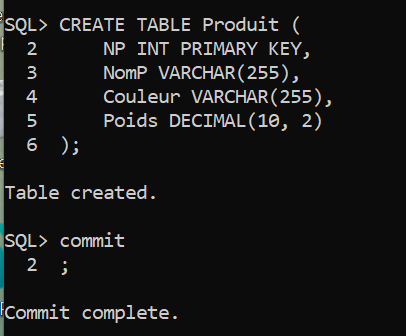 SQL> CREATE TABLE Produit (
  2      NP INT PRIMARY KEY,
  3      NomP VARCHAR(255),
  4      Couleur VARCHAR(255),
  5      Poids DECIMAL(10, 2)
  6  );
Table created.
SQL> commit
  2  ;
Commit complete.